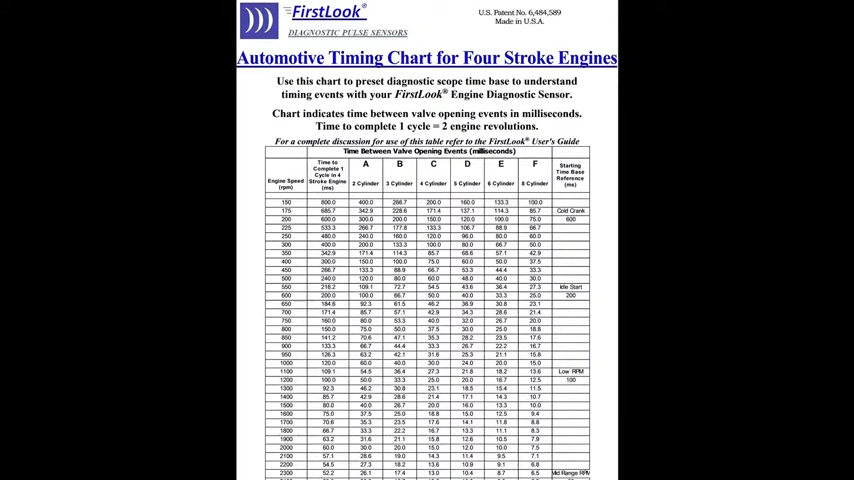 FirstLook®
DIAGNOSTIC PULSE SENSORS
U.S. Patent No. 6,484,589
Made in U.S.A.
Automotive Timing Chart for Four Stroke Engines
Use this chart to preset diagnostic scope time base to understand
timing events with your FirstLook® Engine Diagnostic Sensor.
Chart indicates time between valve opening events in milliseconds.
Time to complete 1 cycle = 2 engine revolutions.
For a complete discussion for use of this table refer to the FirstLook® User's Guide
Time Between Valve Opening Events (milliseconds)
Engine Speed (rpm) Time to Complete 1 Cycle in 4 Stroke Engine (ms) A 2 Cylinder B 3 Cylinder C 4 Cylinder D 5 Cylinder E 6 Cylinder F 8 Cylinder Starting Time Base Reference (ms)
150 800.0 400.0 266.7 200.0 160.0 133.3 100.0
175 685.7 342.9 228.6 171.4 137.1 114.3 85.7 Cold Crank
200 600.0 300.0 200.0 150.0 120.0 100.0 75.0 600
225 533.3 266.7 177.8 133.3 106.7 88.9 66.7
250 480.0 240.0 160.0 120.0 96.0 80.0 60.0
300 400.0 200.0 133.3 100.0 80.0 66.7 50.0
350 342.9 171.4 114.3 85.7 68.6 57.1 42.9
400 300.0 150.0 100.0 75.0 60.0 50.0 37.5
450 266.7 133.3 88.9 66.7 53.3 44.4 33.3
500 240.0 120.0 80.0 60.0 48.0 40.0 30.0
550 218.2 109.1 72.7 54.5 43.6 36.4 27.3 Idle Start
600 200.0 100.0 66.7 50.0 40.0 33.3 25.0 200
650 184.6 92.3 61.5 46.2 36.9 30.8 23.1
700 171.4 85.7 57.1 42.9 34.3 28.6 21.4
750 160.0 80.0 53.3 40.0 32.0 26.7 20.0
800 150.0 75.0 50.0 37.5 30.0 25.0 18.8
850 141.2 70.6 47.1 35.3 28.2 23.5 17.6
900 133.3 66.7 44.4 33.3 26.7 22.2 16.7
950 126.3 63.2 42.1 31.6 25.3 21.1 15.8
1000 120.0 60.0 40.0 30.0 24.0 20.0 15.0
1100 109.1 54.5 36.4 27.3 21.8 18.2 13.6 Low RPM
1200 100.0 50.0 33.3 25.0 20.0 16.7 12.5 100
1300 92.3 46.2 30.8 23.1 18.5 15.4 11.5
1400 85.7 42.9 28.6 21.4 17.1 14.3 10.7
1500 80.0 40.0 26.7 20.0 16.0 13.3 10.0
1600 75.0 37.5 25.0 18.8 15.0 12.5 9.4
1700 70.6 35.3 23.5 17.6 14.1 11.8 8.8
1800 66.7 33.3 22.2 16.7 13.3 11.1 8.3
1900 63.2 31.6 21.1 15.8 12.6 10.5 7.9
2000 60.0 30.0 20.0 15.0 12.0 10.0 7.5
2100 57.1 28.6 19.0 14.3 11.4 9.5 7.1
2200 54.5 27.3 18.2 13.6 10.9 9.1 6.8
2300 52.2 26.1 17.4 13.0 10.4 8.7 6.5 Mid Range RPM